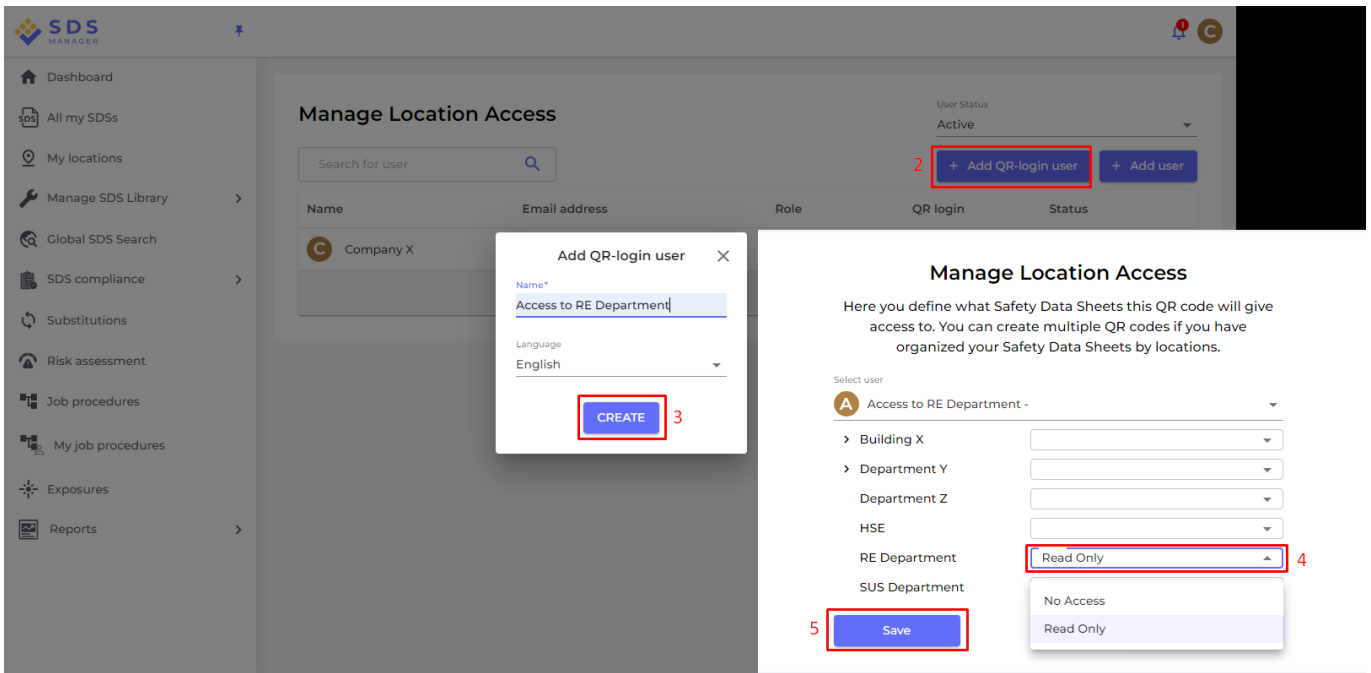 SDS
MANAGER
1
C
Dashboard
SDS
All my SDSs
My locations
Manage SDS Library
Global SDS Search
SDS compliance
Substitutions
Risk assessment
Job procedures
My job procedures
Exposures
Reports
Manage Location Access
User Status
Active
Search for user
2
+ Add QR-login user
+ Add user
Name Email address Role QR login Status
C Company X
Add QR-login user
Name*
Access to RE Department
Language
English
CREATE
3
Manage Location Access
Here you define what Safety Data Sheets this QR code will give
access to. You can create multiple QR codes if you have
organized your Safety Data Sheets by locations.
Select user
A Access to RE Department -
Building X
Department Y
Department Z
HSE
RE Department Read Only 4
SUS Department
No Access
Read Only
5 Save